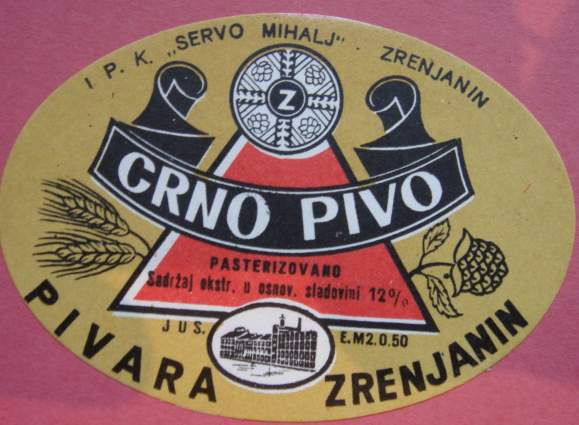 I P. K. „SERVO MIHALJ" . ZRENJANIN
Z
CRNO PIVO
PASTERIZOVANO
Sadržaj ekstr. u osnov. sladovini 12%
JUS. E.M2.0.50
PIVARA ZRENJANIN